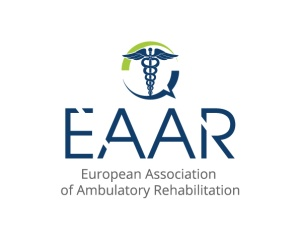 EAAR
European Association
of Ambulatory Rehabilitation